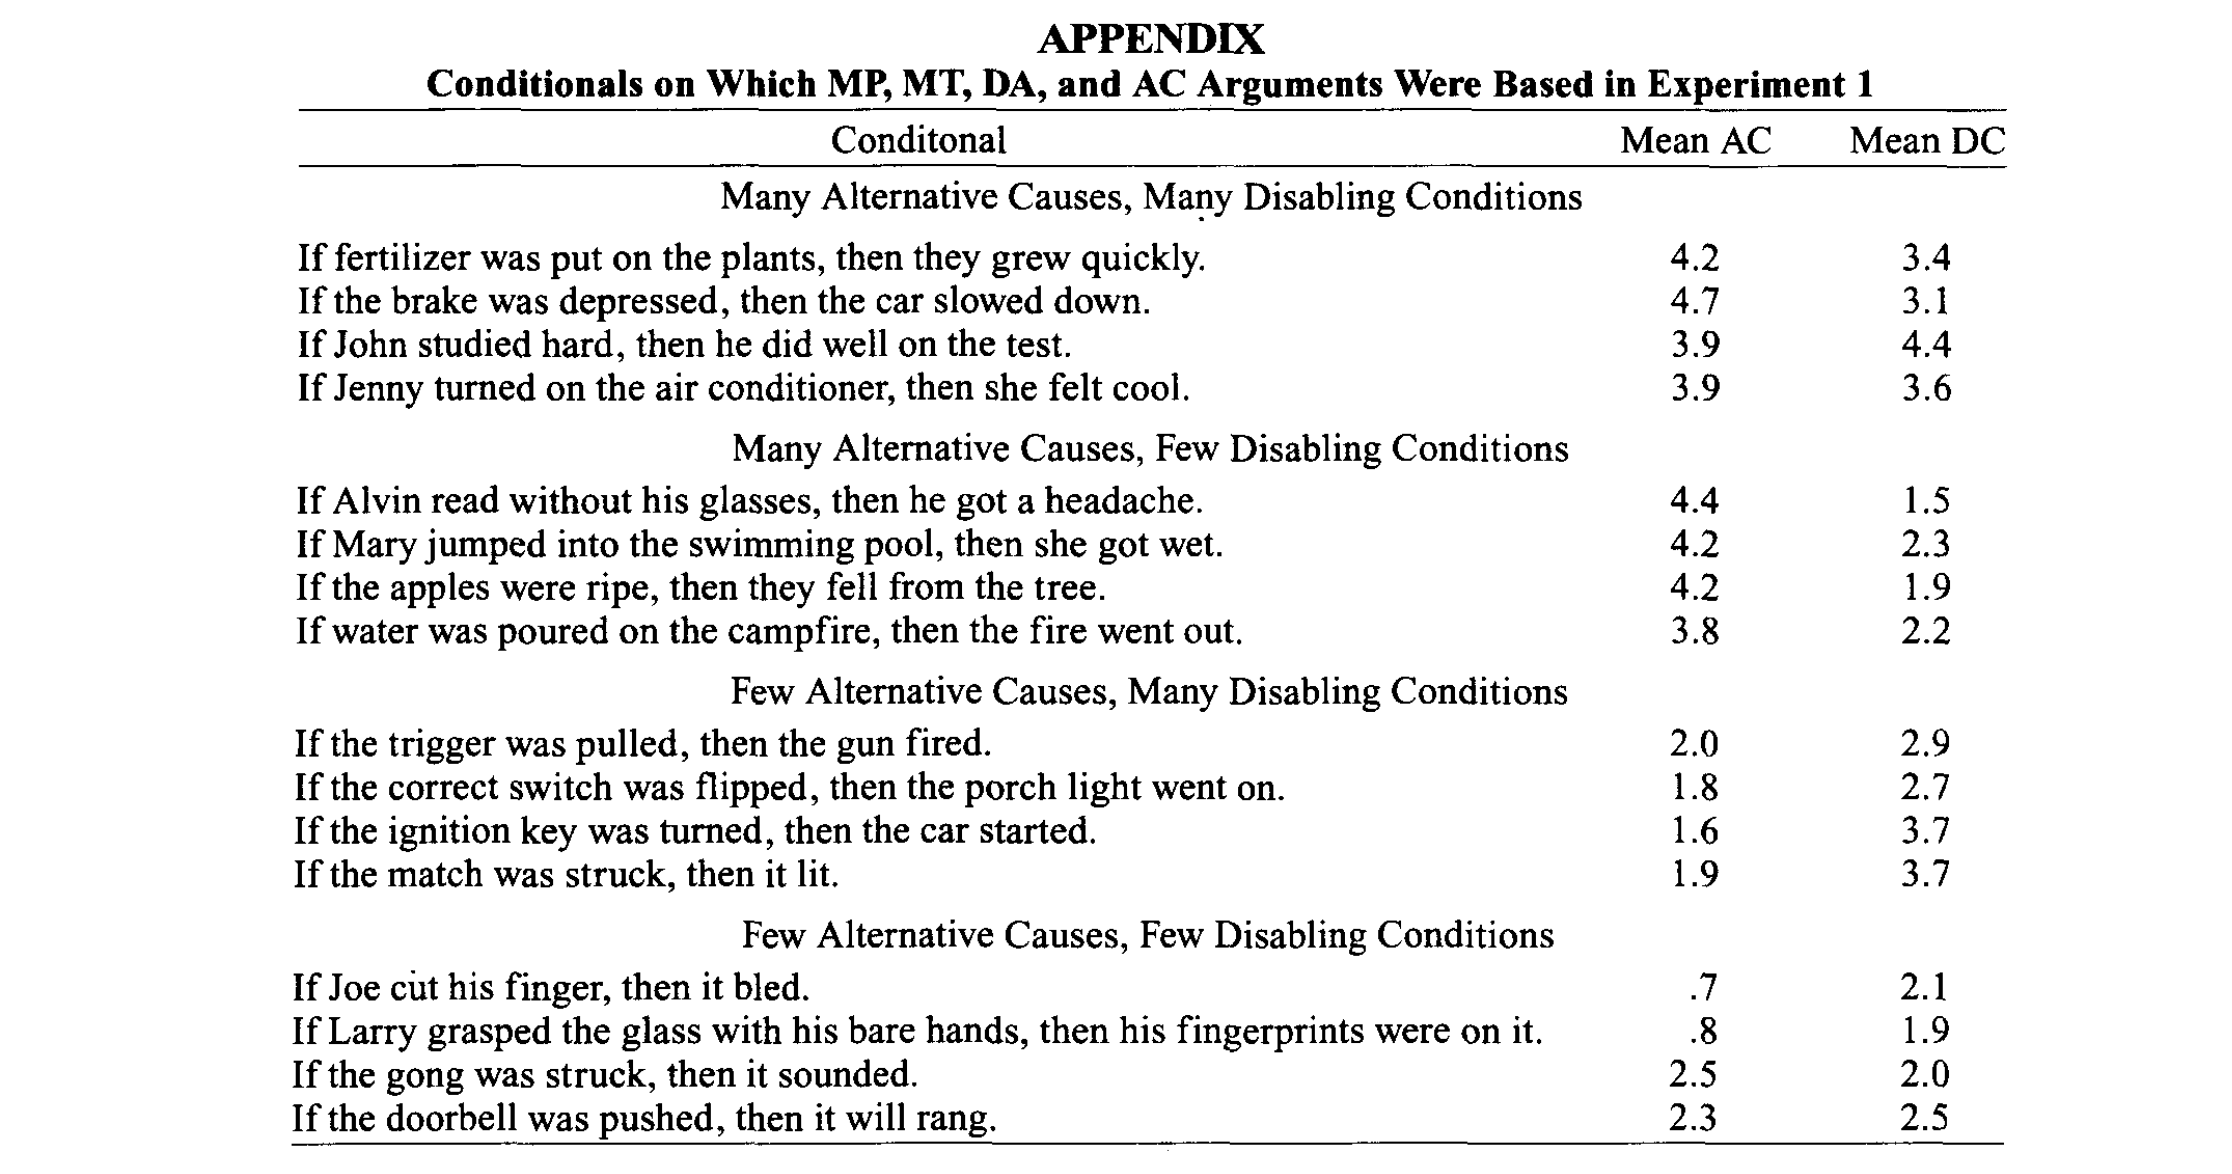 APPENDIX
Conditionals on Which MP, MT, DA, and AC Arguments Were Based in Experiment 1
Conditonal Mean AC Mean DC
Many Alternative Causes, Many Disabling Conditions
If fertilizer was put on the plants, then they grew quickly. 4.2 3.4
If the brake was depressed, then the car slowed down. 4.7 3.1
If John studied hard, then he did well on the test. 3.9 4.4
If Jenny turned on the air conditioner, then she felt cool. 3.9 3.6
Many Alternative Causes, Few Disabling Conditions
If Alvin read without his glasses, then he got a headache. 4.4 1.5
If Mary jumped into the swimming pool, then she got wet. 4.2 2.3
If the apples were ripe, then they fell from the tree. 4.2 1.9
If water was poured on the campfire, then the fire went out. 3.8 2.2
Few Alternative Causes, Many Disabling Conditions
If the trigger was pulled, then the gun fired. 2.0 2.9
If the correct switch was flipped, then the porch light went on. 1.8 2.7
If the ignition key was turned, then the car started. 1.6 3.7
If the match was struck, then it lit. 1.9 3.7
Few Alternative Causes, Few Disabling Conditions
If Joe cut his finger, then it bled. .7 2.1
If Larry grasped the glass with his bare hands, then his fingerprints were on it. .8 1.9
If the gong was struck, then it sounded. 2.5 2.0
If the doorbell was pushed, then it will rang. 2.3 2.5